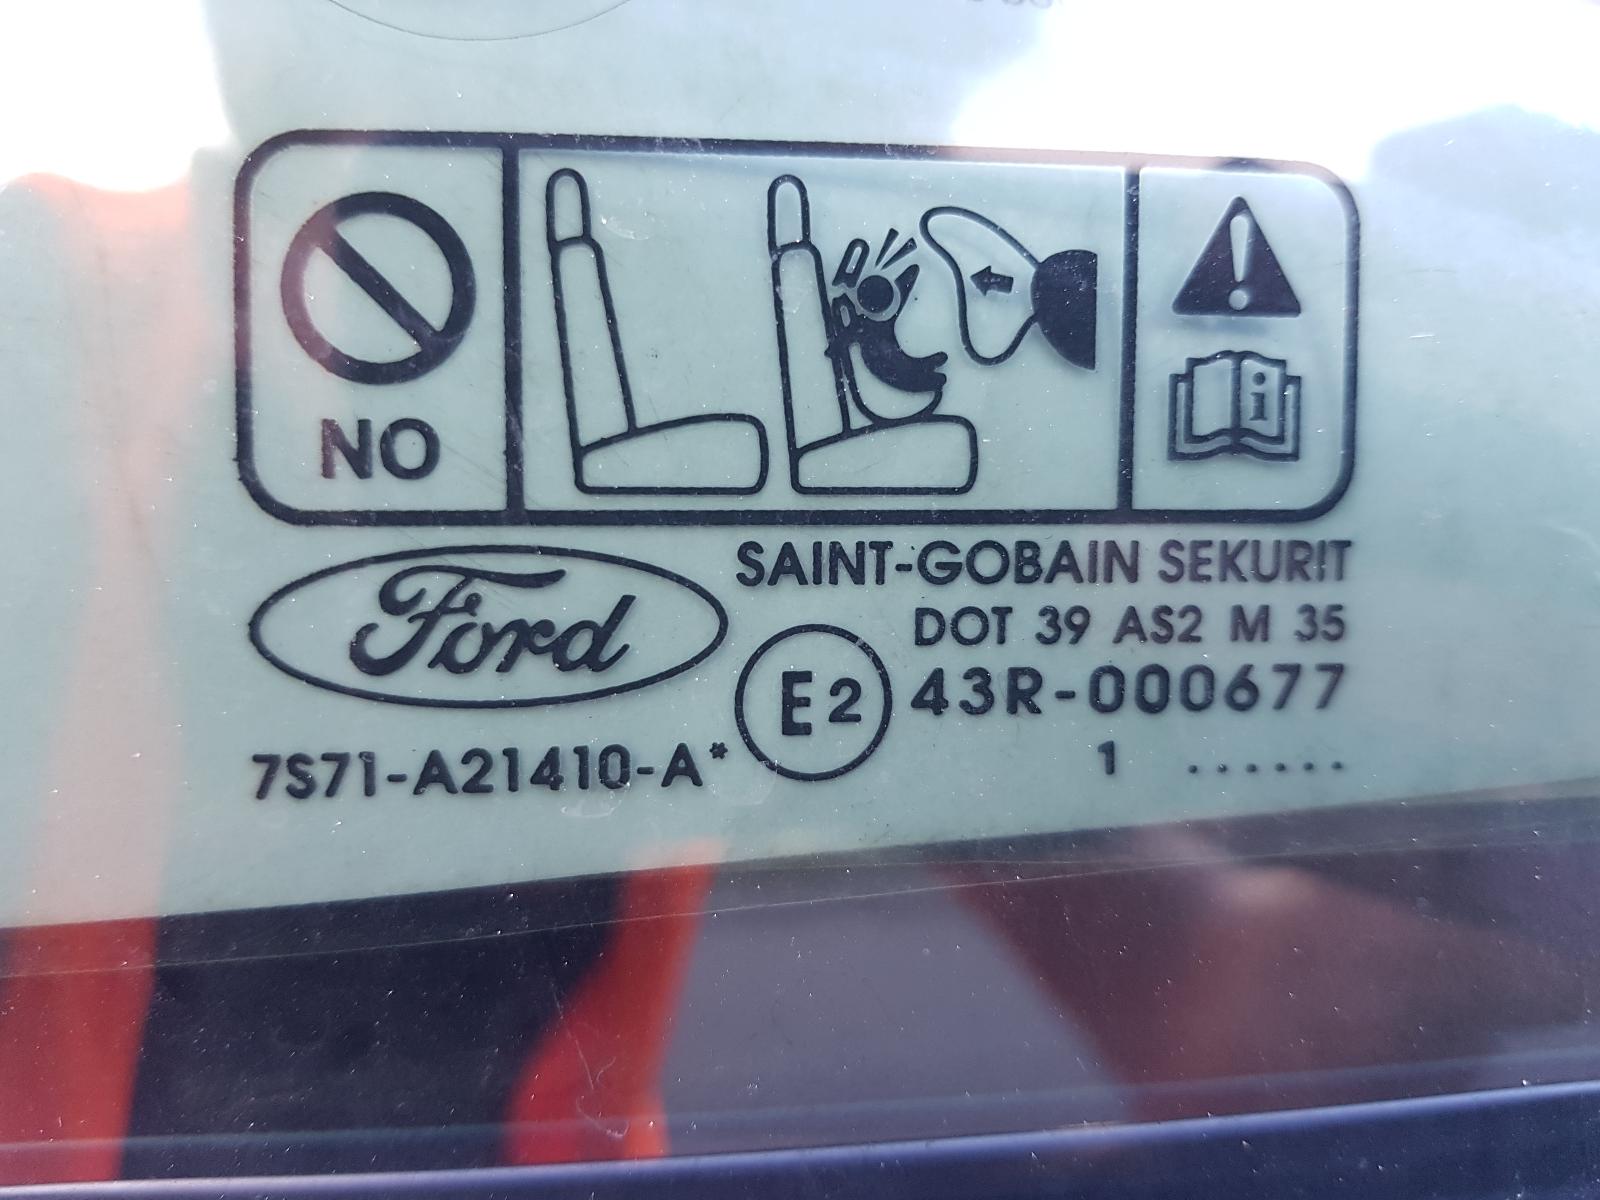 NO
Ford
SAINT-GOBAIN SEKURIT
DOT 39 AS2 M 35
E2
43R-000677
7S71-A21410-A*
1 ......